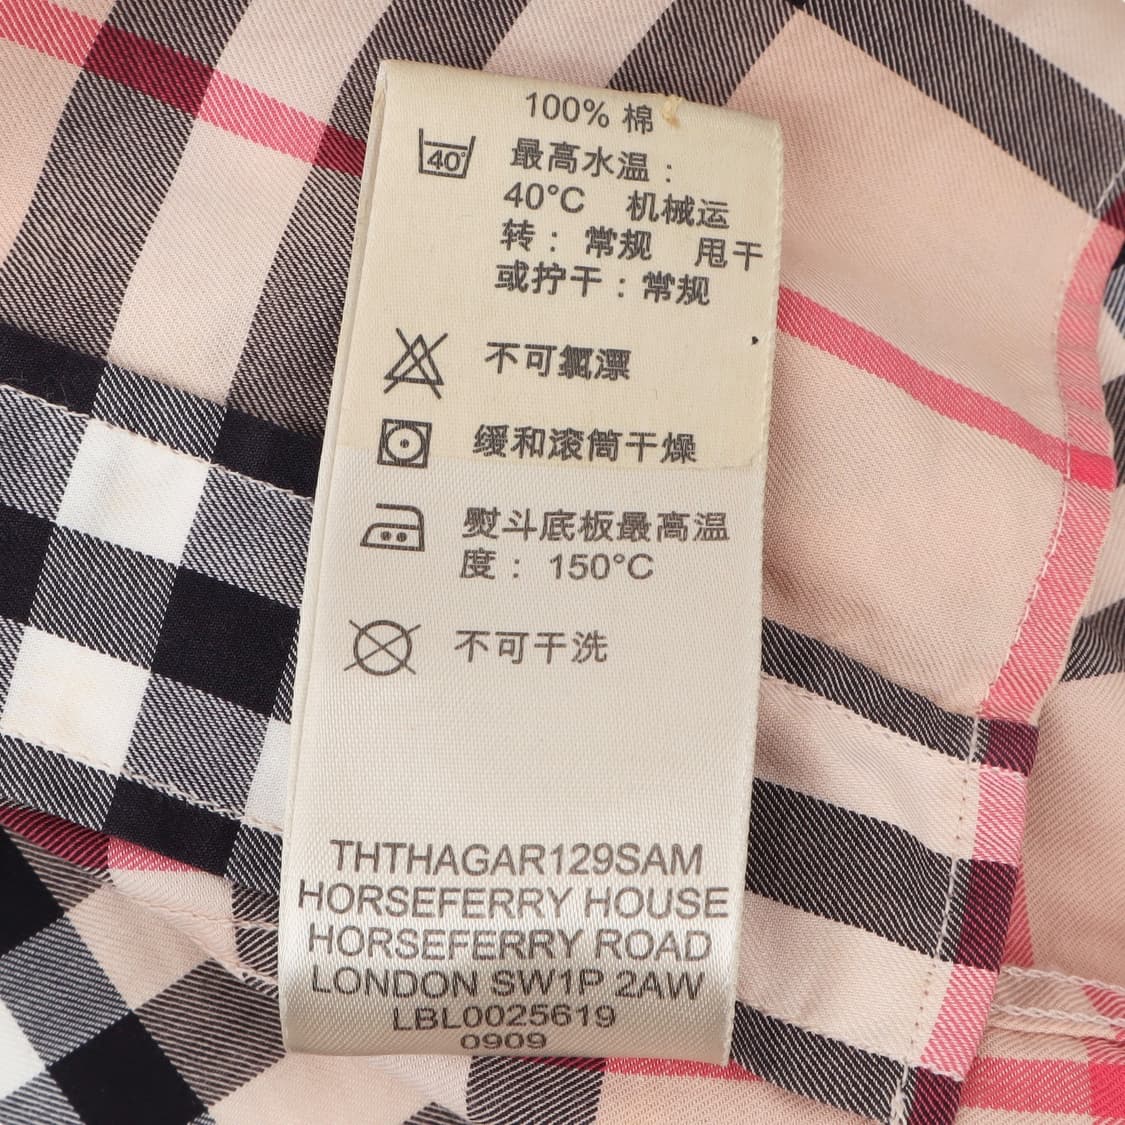 100% 棉
40° 最高水温：
40°C 机械运
转： 常规 甩干
或拧干：常规
不可氯漂
缓和滚筒干燥
熨斗底板最高温
度： 150°C
不可干洗
THTHAGAR129SAM
HORSEFERRY HOUSE
HORSEFERRY ROAD
LONDON SW1P 2AW
LBL0025619
0909